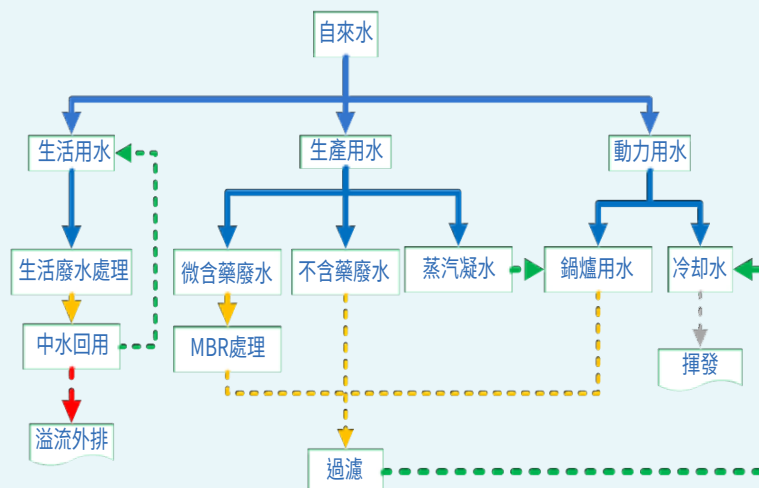 自來水
生活用水
生產用水
動力用水
生活廢水處理
微含藥廢水
不含藥廢水
蒸汽凝水
鍋爐用水
冷却水
中水回用
MBR處理
揮發
溢流外排
過濾